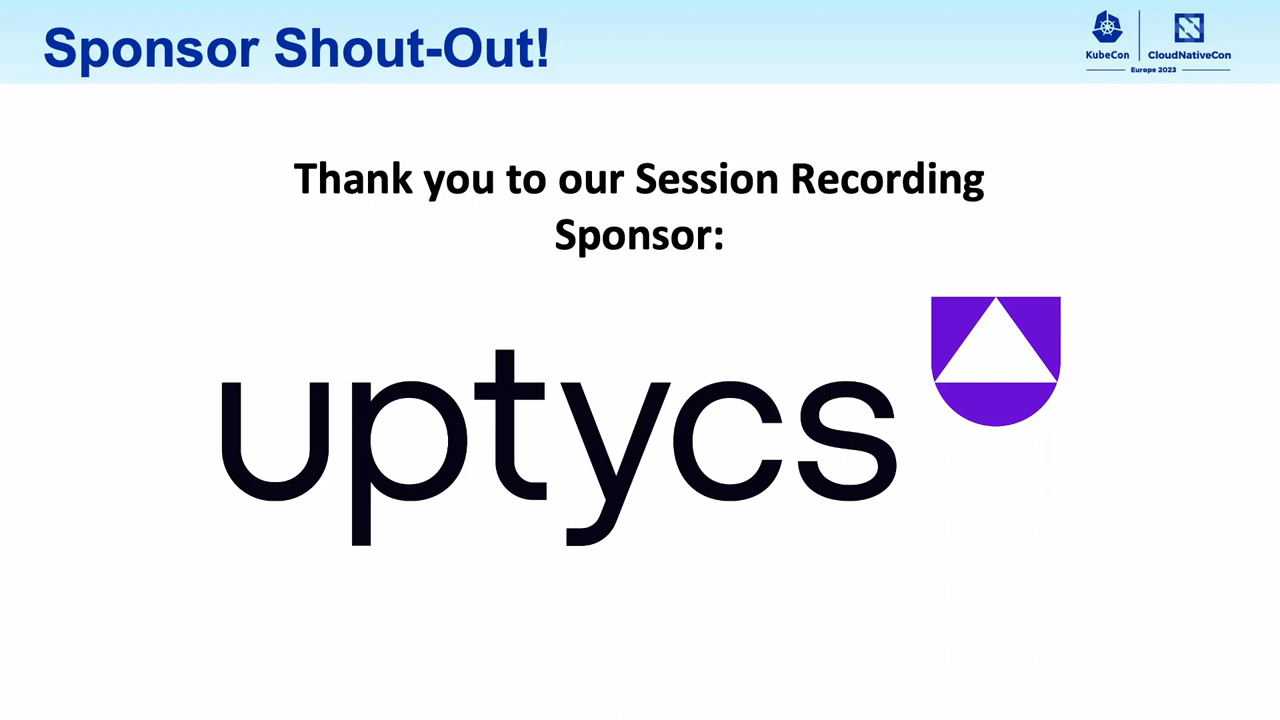 Sponsor Shout-Out!
KubeCon
CloudNativeCon
Europe 2023
Thank you to our Session Recording
Sponsor:
uptycs